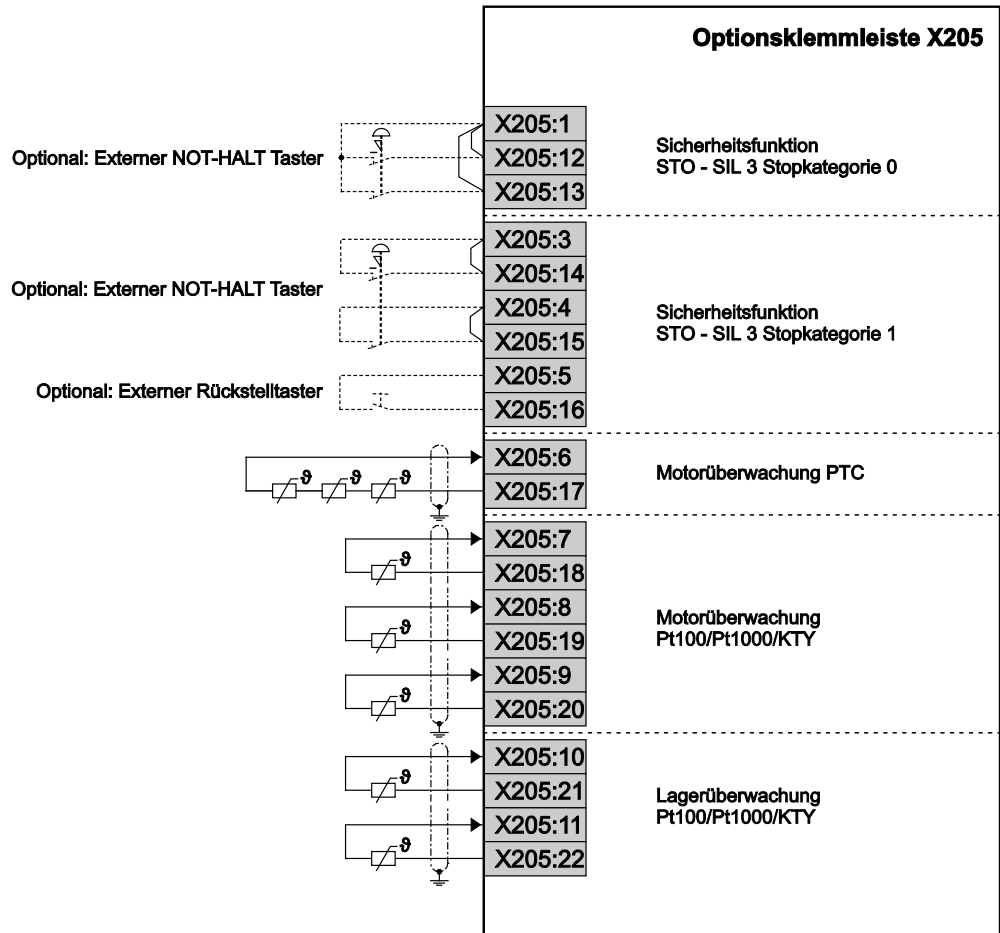 Optionsklemmleiste X205
X205:1
X205:12
X205:13
Optional: Externer NOT-HALT Taster
Sicherheitsfunktion
STO - SIL 3 Stopkategorie 0
X205:3
X205:14
X205:4
X205:15
X205:5
X205:16
Optional: Externer NOT-HALT Taster
Optional: Externer Rückstelltaster
Sicherheitsfunktion
STO - SIL 3 Stopkategorie 1
X205:6
X205:17
ϑ ϑ ϑ
Motorüberwachung PTC
X205:7
X205:18
X205:8
X205:19
X205:9
X205:20
ϑ
ϑ
ϑ
Motorüberwachung
Pt100/Pt1000/KTY
X205:10
X205:21
X205:11
X205:22
ϑ
ϑ
Lagerüberwachung
Pt100/Pt1000/KTY